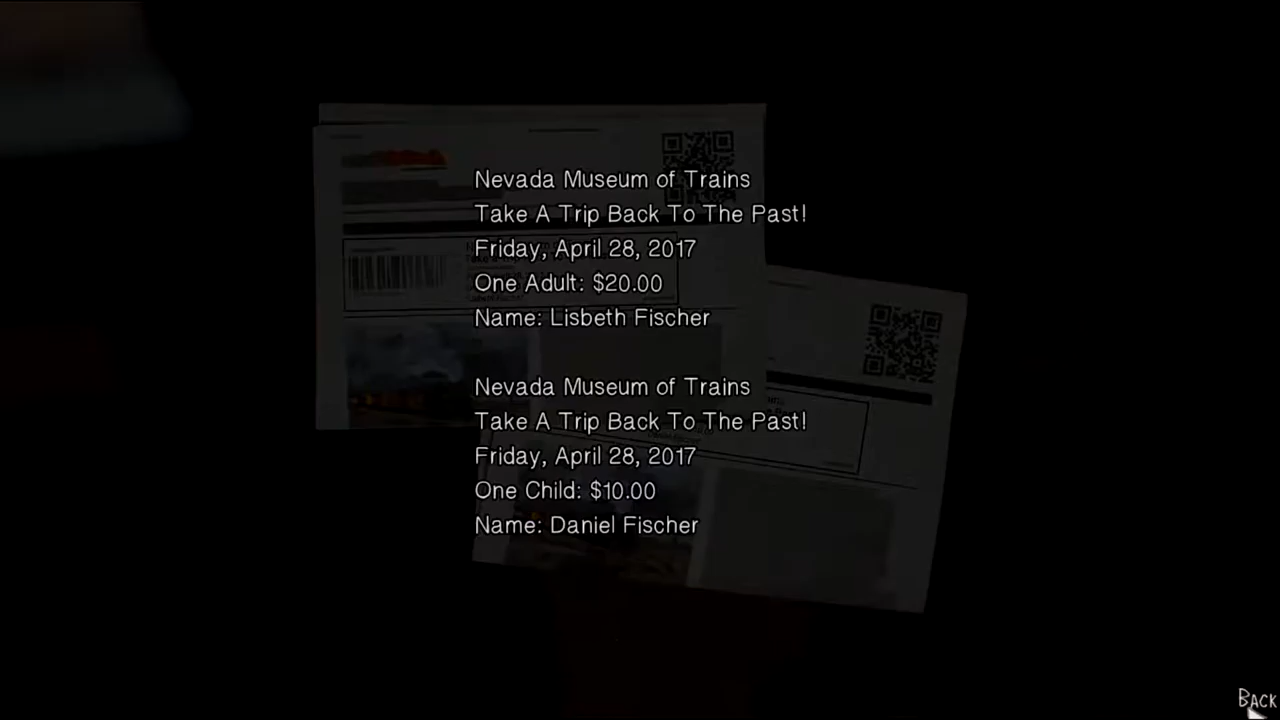 Nevada Museum of Trains
Take A Trip Back To The Past!
Friday, April 28, 2017
One Adult: $20.00
Name: Lisbeth Fischer
Nevada Museum of Trains
Take A Trip Back To The Past!
Friday, April 28, 2017
One Child: $10.00
Name: Daniel Fischer
BACK